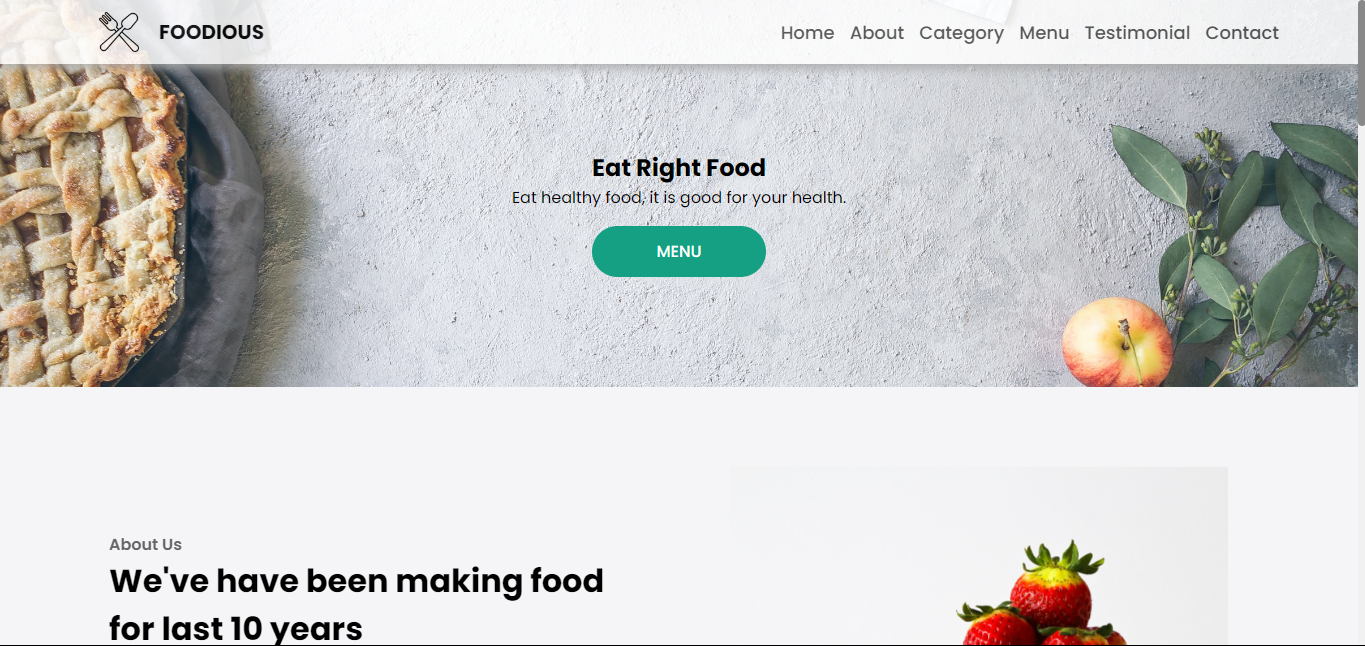 FOODIOUS
Home About Category Menu Testimonial Contact
Eat Right Food
Eat healthy food, it is good for your health.
MENU
About Us
We've have been making food
for last 10 years